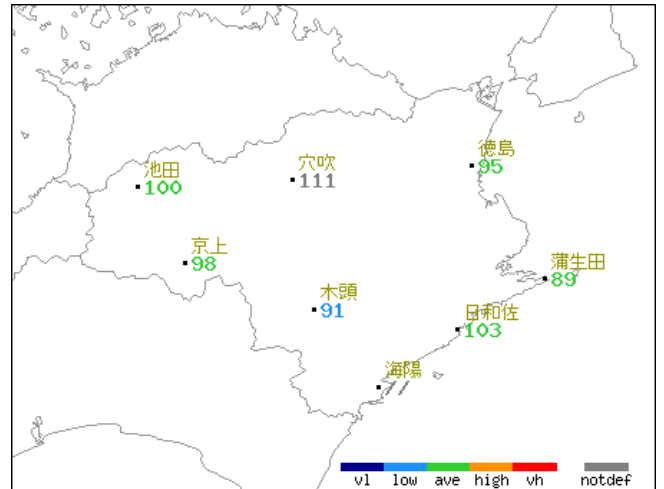 徳島
95
穴吹
111
池田
100
京上
98
蒲生田
89
木頭
91
日和佐
103
海陽
vl low ave high vh notdef